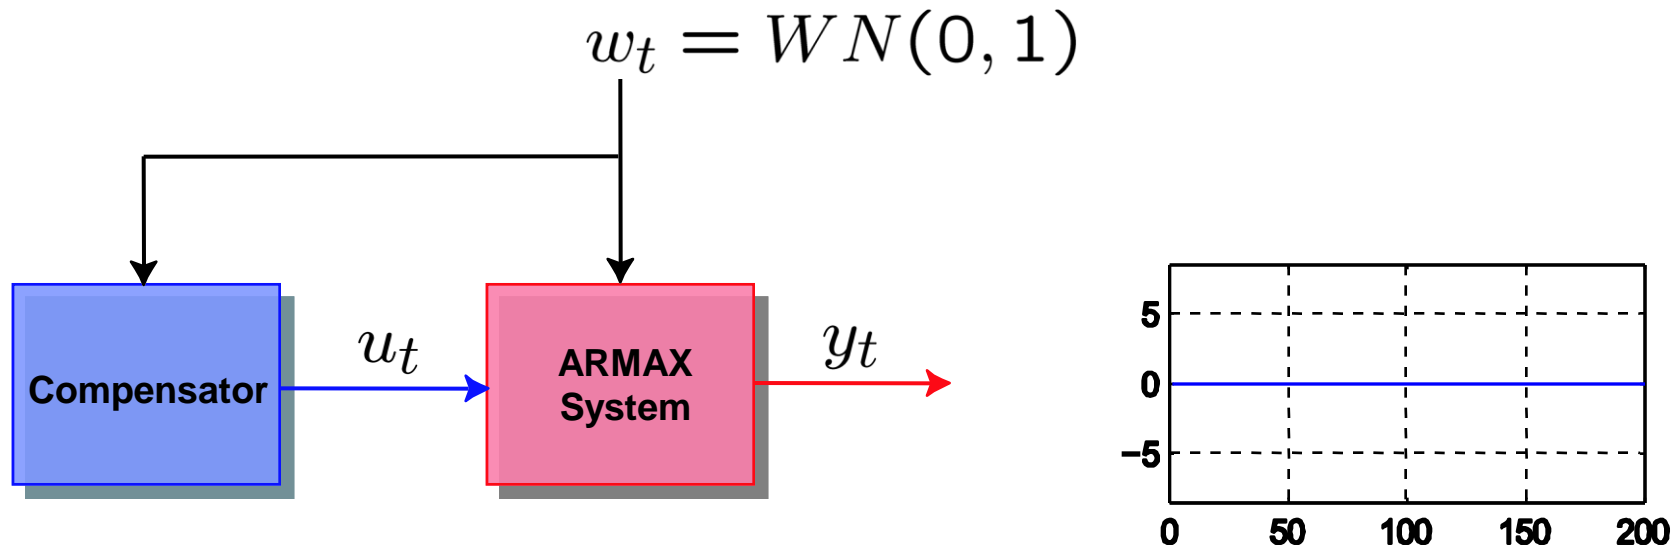 w_t = WN(0, 1)
u_t
y_t
Compensator
ARMAX
System
5
0
−5
0 50 100 150 200